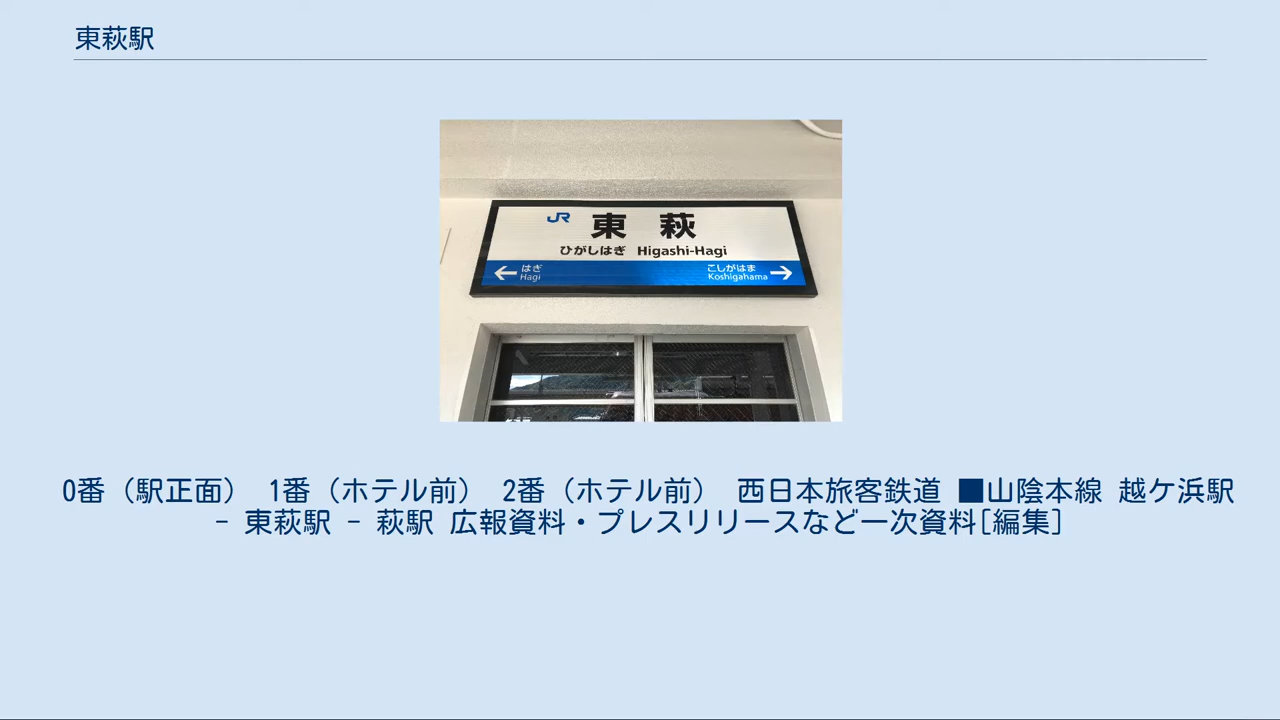 東萩駅
JR 東 萩
ひがしはぎ Higashi-Hagi
はぎ
Hagi
こしがはま
Koshigahama
0番（駅正面） 1番（ホテル前） 2番（ホテル前） 西日本旅客鉄道 ■山陰本線 越ケ浜駅
- 東萩駅 - 萩駅 広報資料・プレスリリースなど一次資料[編集]